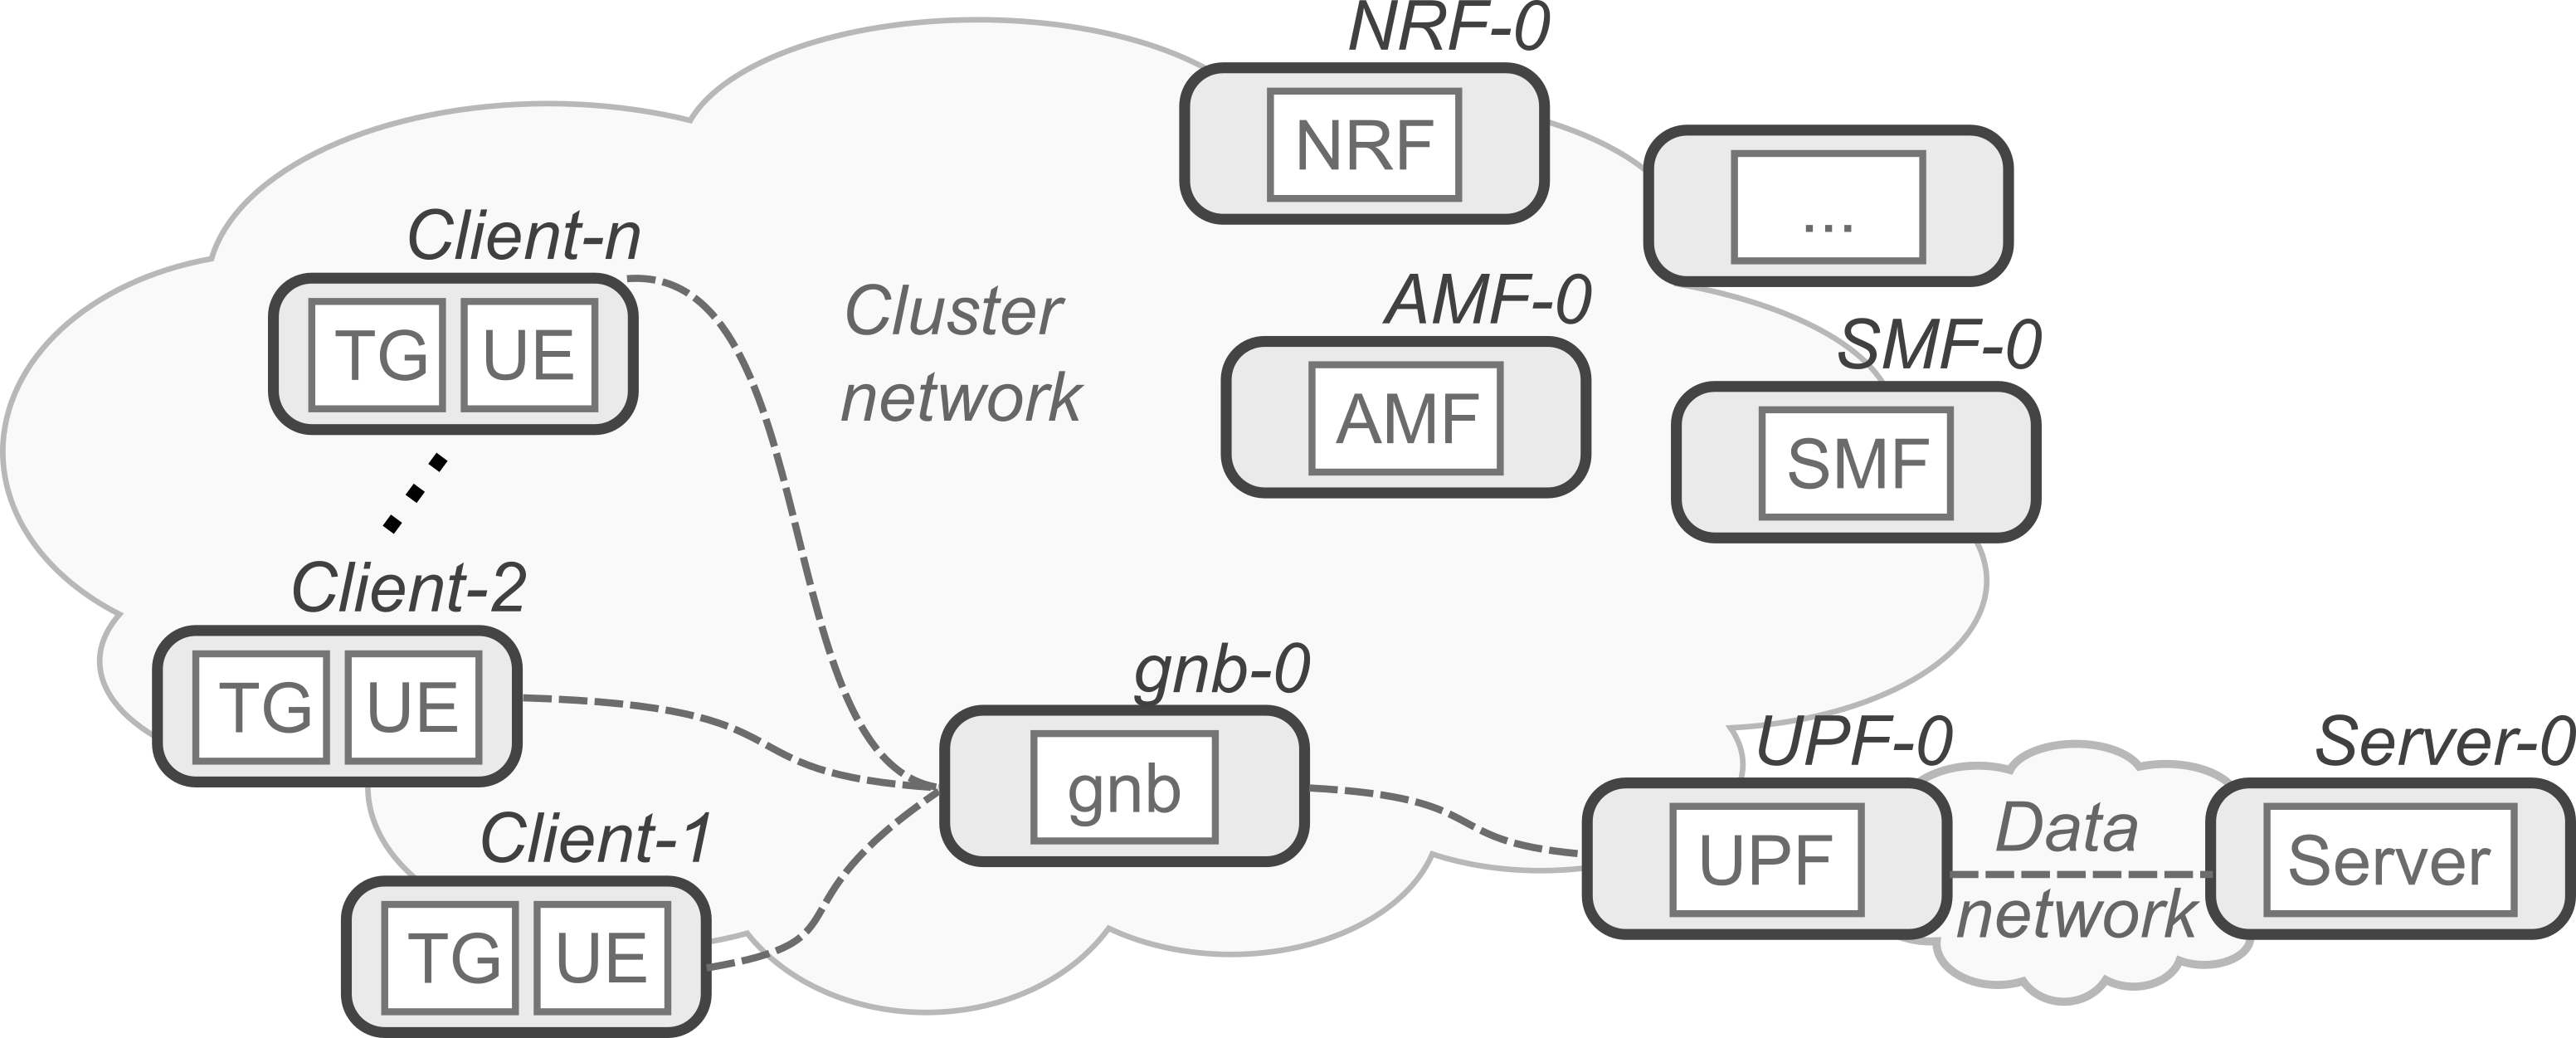 NRF-0
NRF
...
Client-n
TG UE
Cluster
network
AMF-0
AMF
SMF-0
SMF
Client-2
TG UE
gnb-0
gnb
UPF-0
UPF
Data
network
Server-0
Server
Client-1
TG UE